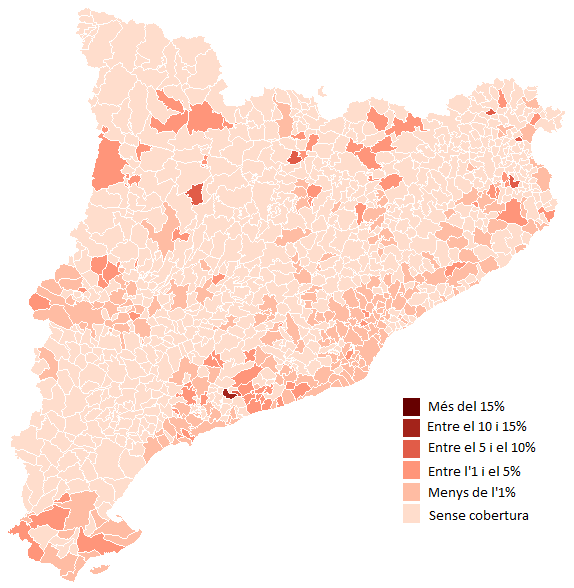 Més del 15%
Entre el 10 i 15%
Entre el 5 i el 10%
Entre l'1 i el 5%
Menys de l'1%
Sense cobertura